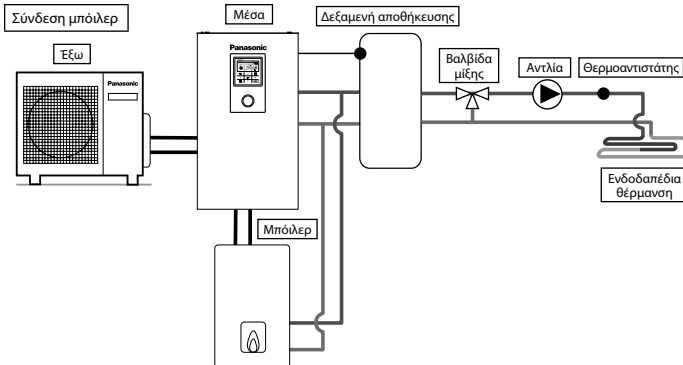 Σύνδεση μπόιλερ
Μέσα
Δεξαμενή αποθήκευσης
Έξω
Panasonic
Βαλβίδα
μίξης
Αντλία
Θερμοαντιστάτης
Panasonic
Ενδοδαπέδια
θέρμανση
Μπόιλερ